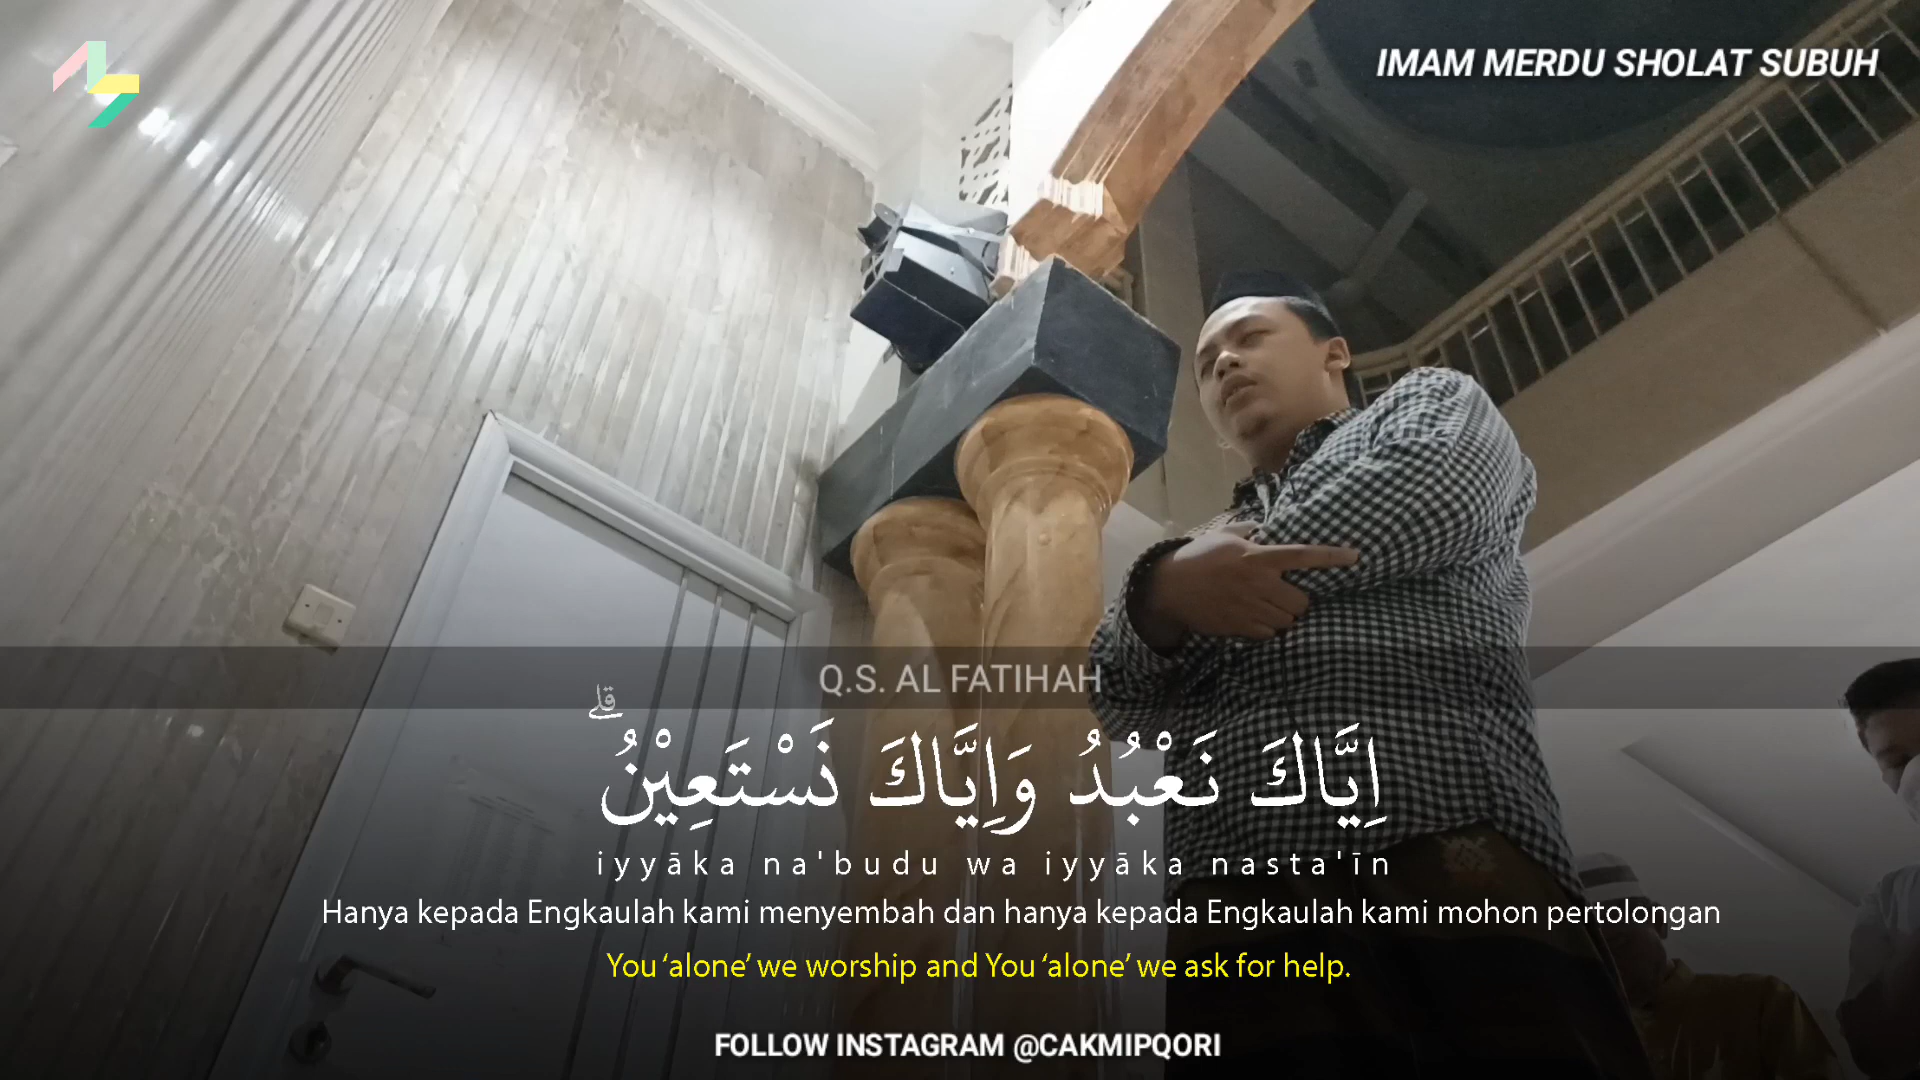 IMAM MERDU SHOLAT SUBUH
Q.S. AL FATIHAH
اِيَّاكَ نَعْبُدُ وَاِيَّاكَ نَسْتَعِيْنُۗ
iyyāka na'budu wa iyyāka nasta'īn
Hanya kepada Engkaulah kami menyembah dan hanya kepada Engkaulah kami mohon pertolongan
You ‘alone’ we worship and You ‘alone’ we ask for help.
FOLLOW INSTAGRAM @CAKMIPQORI